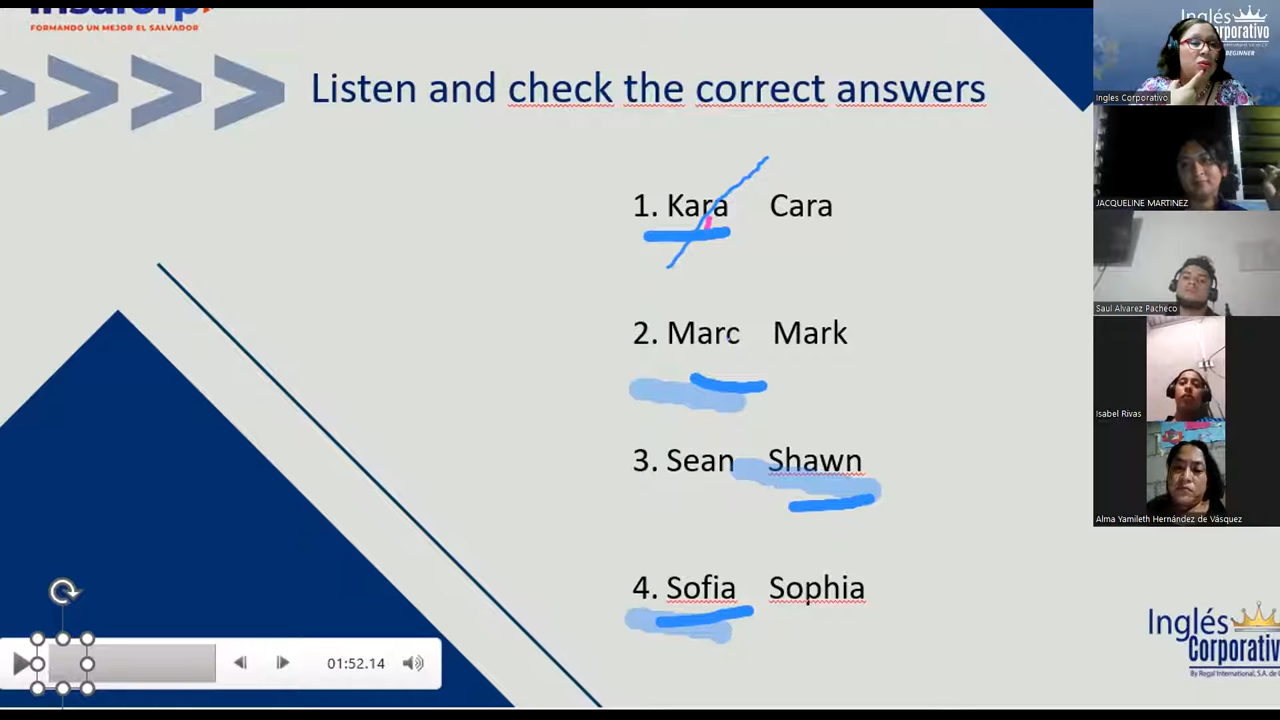 FORMANDO UN MEJOR EL SALVADOR
Listen and check the correct answers
1. Kara Cara
2. Marc Mark
3. Sean Shawn
4. Sofia Sophia
01:52.14
Inglés
Corporativo
BEGINNER
Ingles Corporativo
JACQUELINE MARTINEZ
Saul Alvarez Pacheco
Isabel Rivas
Alma Yamileth Hernández de Vásquez
Inglés
Corporativ
By Regal International, S.A. de C